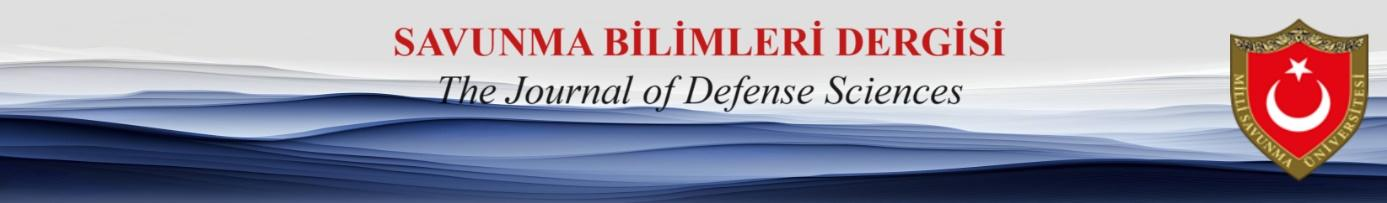 SAVUNMA BİLİMLERİ DERGİSİ
The Journal of Defense Sciences
MİLLİ SAVUNMA ÜNİVERSİTESİ